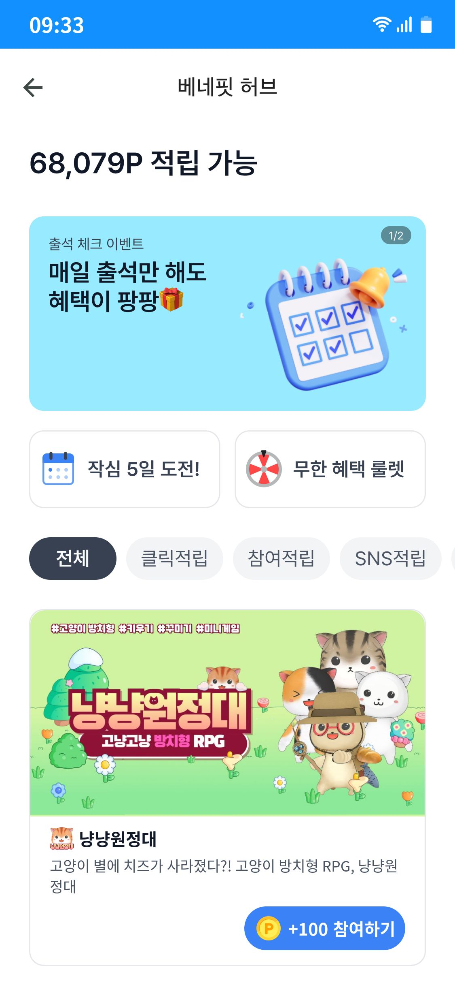 09:33
베네핏 허브
68,079P 적립 가능
출석 체크 이벤트
1/2
매일 출석만 해도
혜택이 팡팡🎁
작심 5일 도전!
무한 혜택 룰렛
전체
클릭적립
참여적립
SNS적립
#고양이 방치형 #키우기 #꾸미기 #미니게임
냥냥원정대
고냥고냥 방치형 RPG
냥냥원정대
냥냥원정대
고양이 별에 치즈가 사라졌다?! 고양이 방치형 RPG, 냥냥원
정대
P +100 참여하기